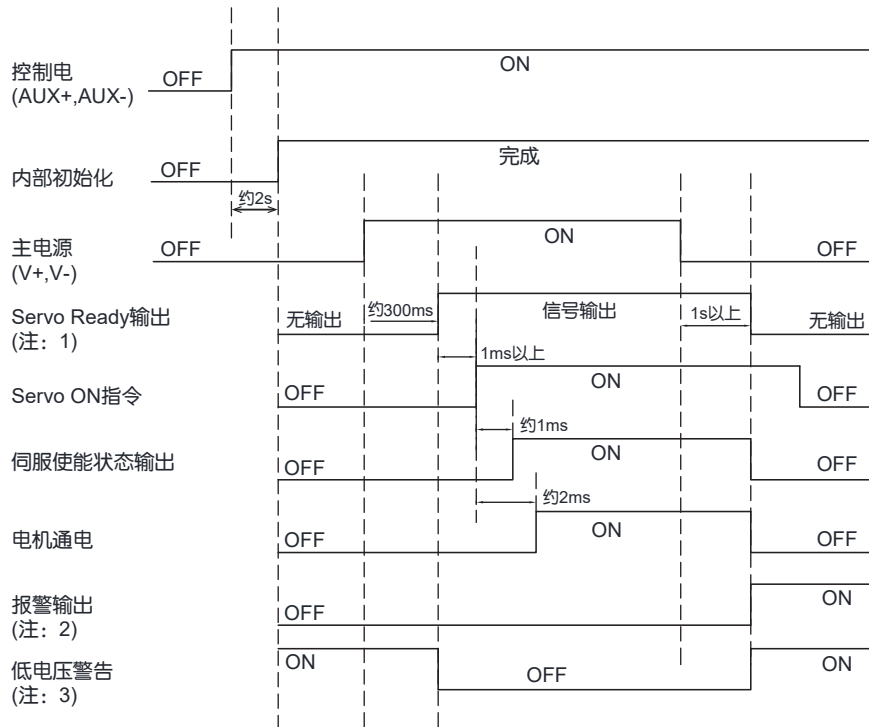 控制电
(AUX+,AUX-)
OFF
ON
内部初始化
OFF
完成
约2s
主电源
(V+,V-)
OFF
ON
OFF
Servo Ready输出
(注：1)
无输出
约300ms
信号输出
1s以上
无输出
1ms以上
Servo ON指令
OFF
ON
OFF
约1ms
伺服使能状态输出
OFF
ON
OFF
约2ms
电机通电
OFF
ON
OFF
报警输出
(注：2)
OFF
ON
低电压警告
(注：3)
ON
OFF
ON